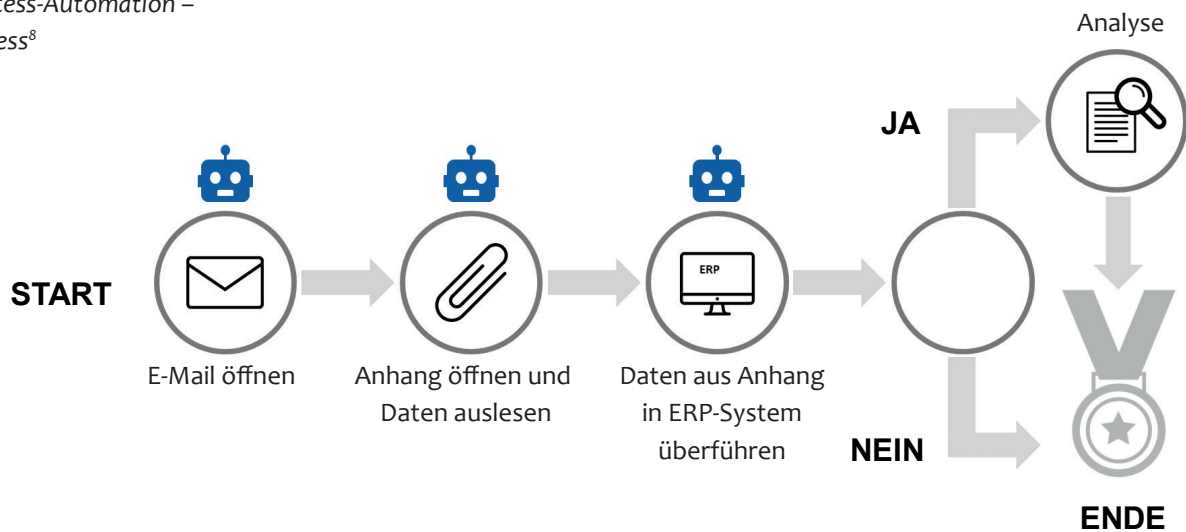 cess-Automation –
ess⁸
Analyse
JA
ERP
START
E-Mail öffnen
Anhang öffnen und
Daten auslesen
Daten aus Anhang
in ERP-System
überführen
NEIN
ENDE